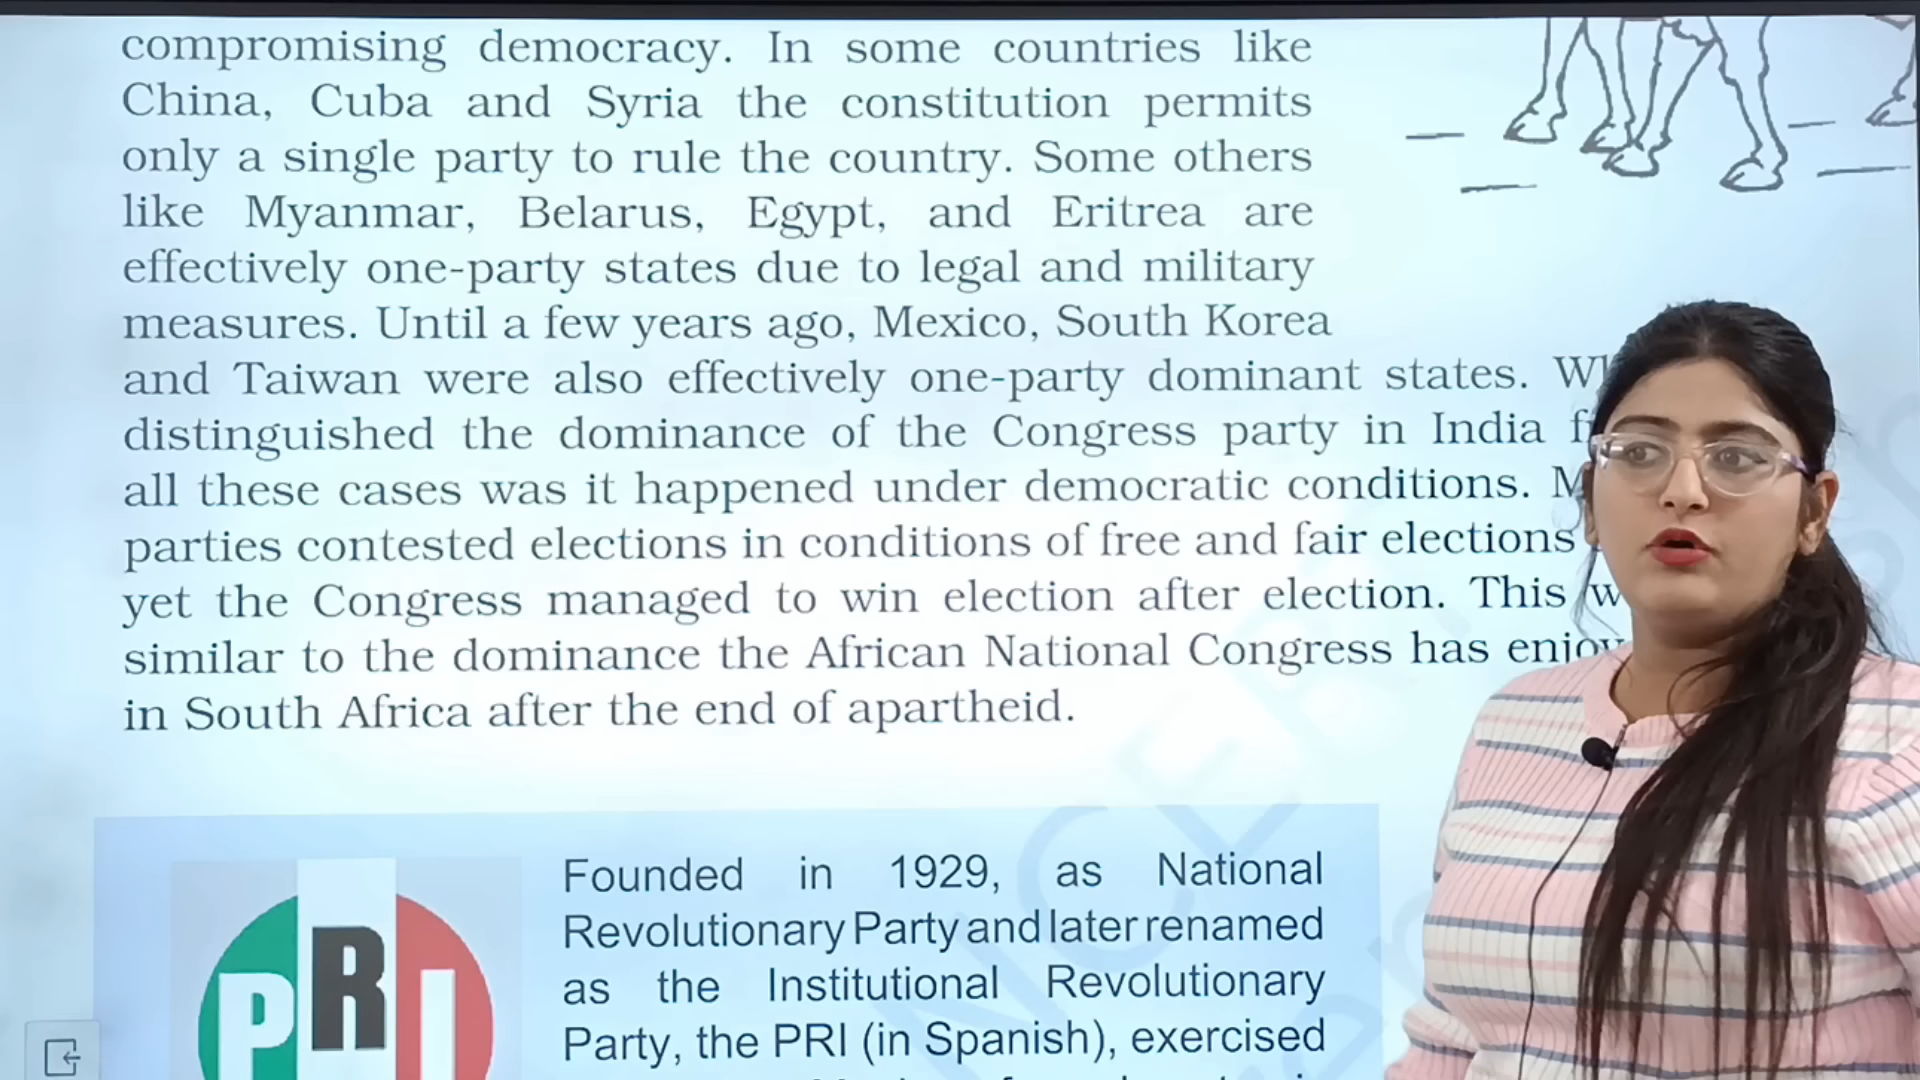 compromising democracy. In some countries like
China, Cuba and Syria the constitution permits
only a single party to rule the country. Some others
like Myanmar, Belarus, Egypt, and Eritrea are
effectively one-party states due to legal and military
measures. Until a few years ago, Mexico, South Korea
and Taiwan were also effectively one-party dominant states.
distinguished the dominance of the Congress party in India
all these cases was it happened under democratic conditions.
parties contested elections in conditions of free and fair elections
yet the Congress managed to win election after election. This
similar to the dominance the African National Congress has
in South Africa after the end of apartheid.
PRI
Founded in 1929, as National
Revolutionary Party and later renamed
as the Institutional Revolutionary
Party, the PRI (in Spanish), exercised